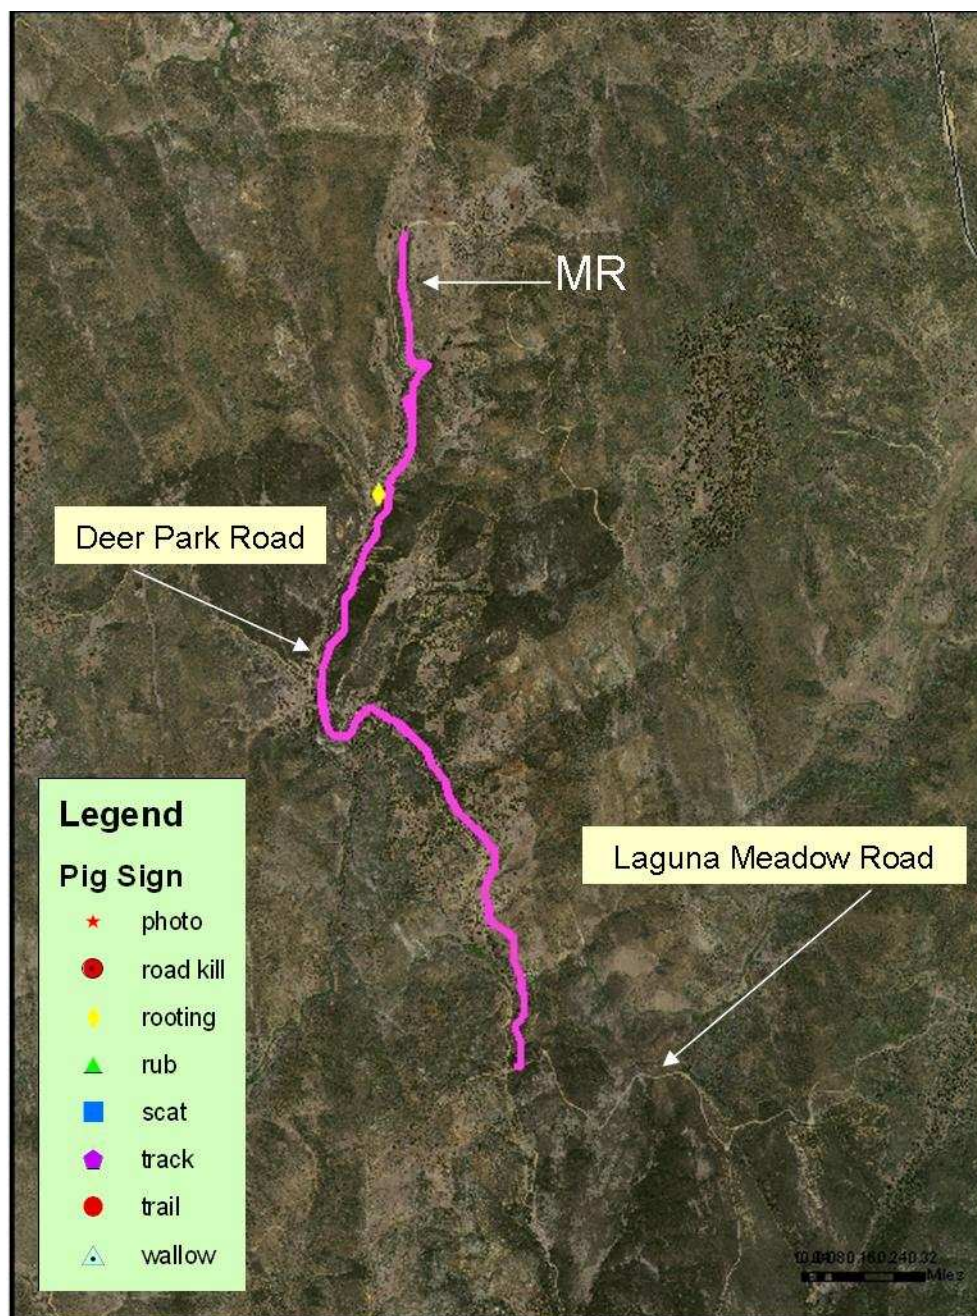 MR
Deer Park Road
Laguna Meadow Road
Legend
Pig Sign
photo
road kill
rooting
rub
scat
track
trail
wallow
Miles